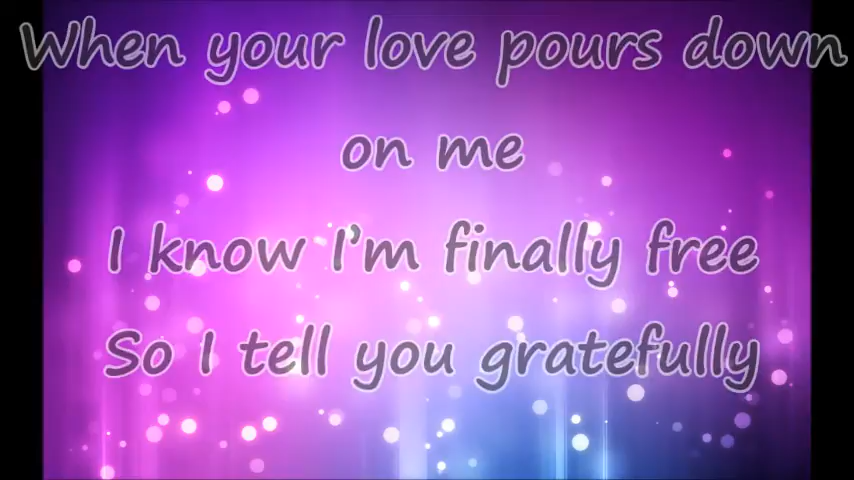 When your love pours down
on me
I know I'm finally free
So I tell you gratefully